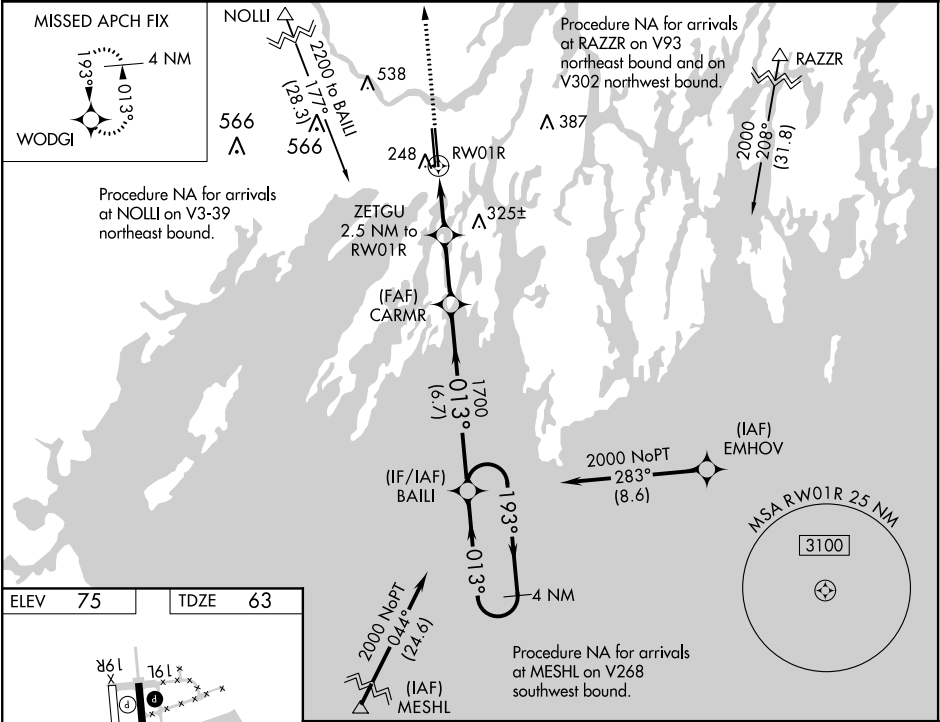 MISSED APCH FIX
4 NM
193°
013°
WODGI
NOLLI
2200 to BAILI
177°
(28.3)
538
566
566
248
RW01R
387
325±
Procedure NA for arrivals
at RAZZR on V93
northeast bound and on
V302 northwest bound.
RAZZR
2000
208°
(31.8)
Procedure NA for arrivals
at NOLLI on V3-39
northeast bound.
ZETGU
2.5 NM to
RW01R
(FAF)
CARMR
1700
013°
(6.7)
(IF/IAF)
BAILI
193°
013°
4 NM
2000 NoPT
283°
(8.6)
(IAF)
EMHOV
MSA RW01R 25 NM
3100
2000 NoPT
044°
(24.6)
(IAF)
MESHL
Procedure NA for arrivals
at MESHL on V268
southwest bound.
ELEV 75
TDZE 63
19R
19L
P
P